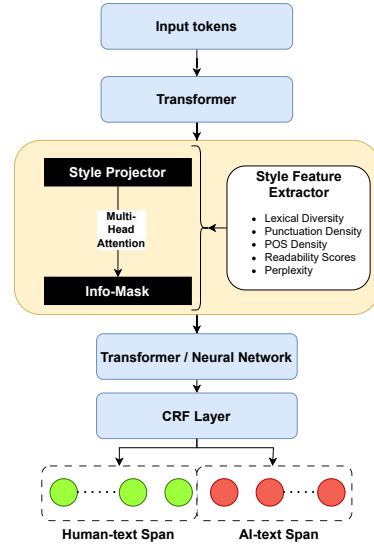 Input tokens
Transformer
Style Projector
Multi-
Head
Attention
Info-Mask
Style Feature
Extractor
Lexical Diversity
Punctuation Density
POS Density
Readability Scores
Perplexity
Transformer / Neural Network
CRF Layer
Human-text Span
AI-text Span